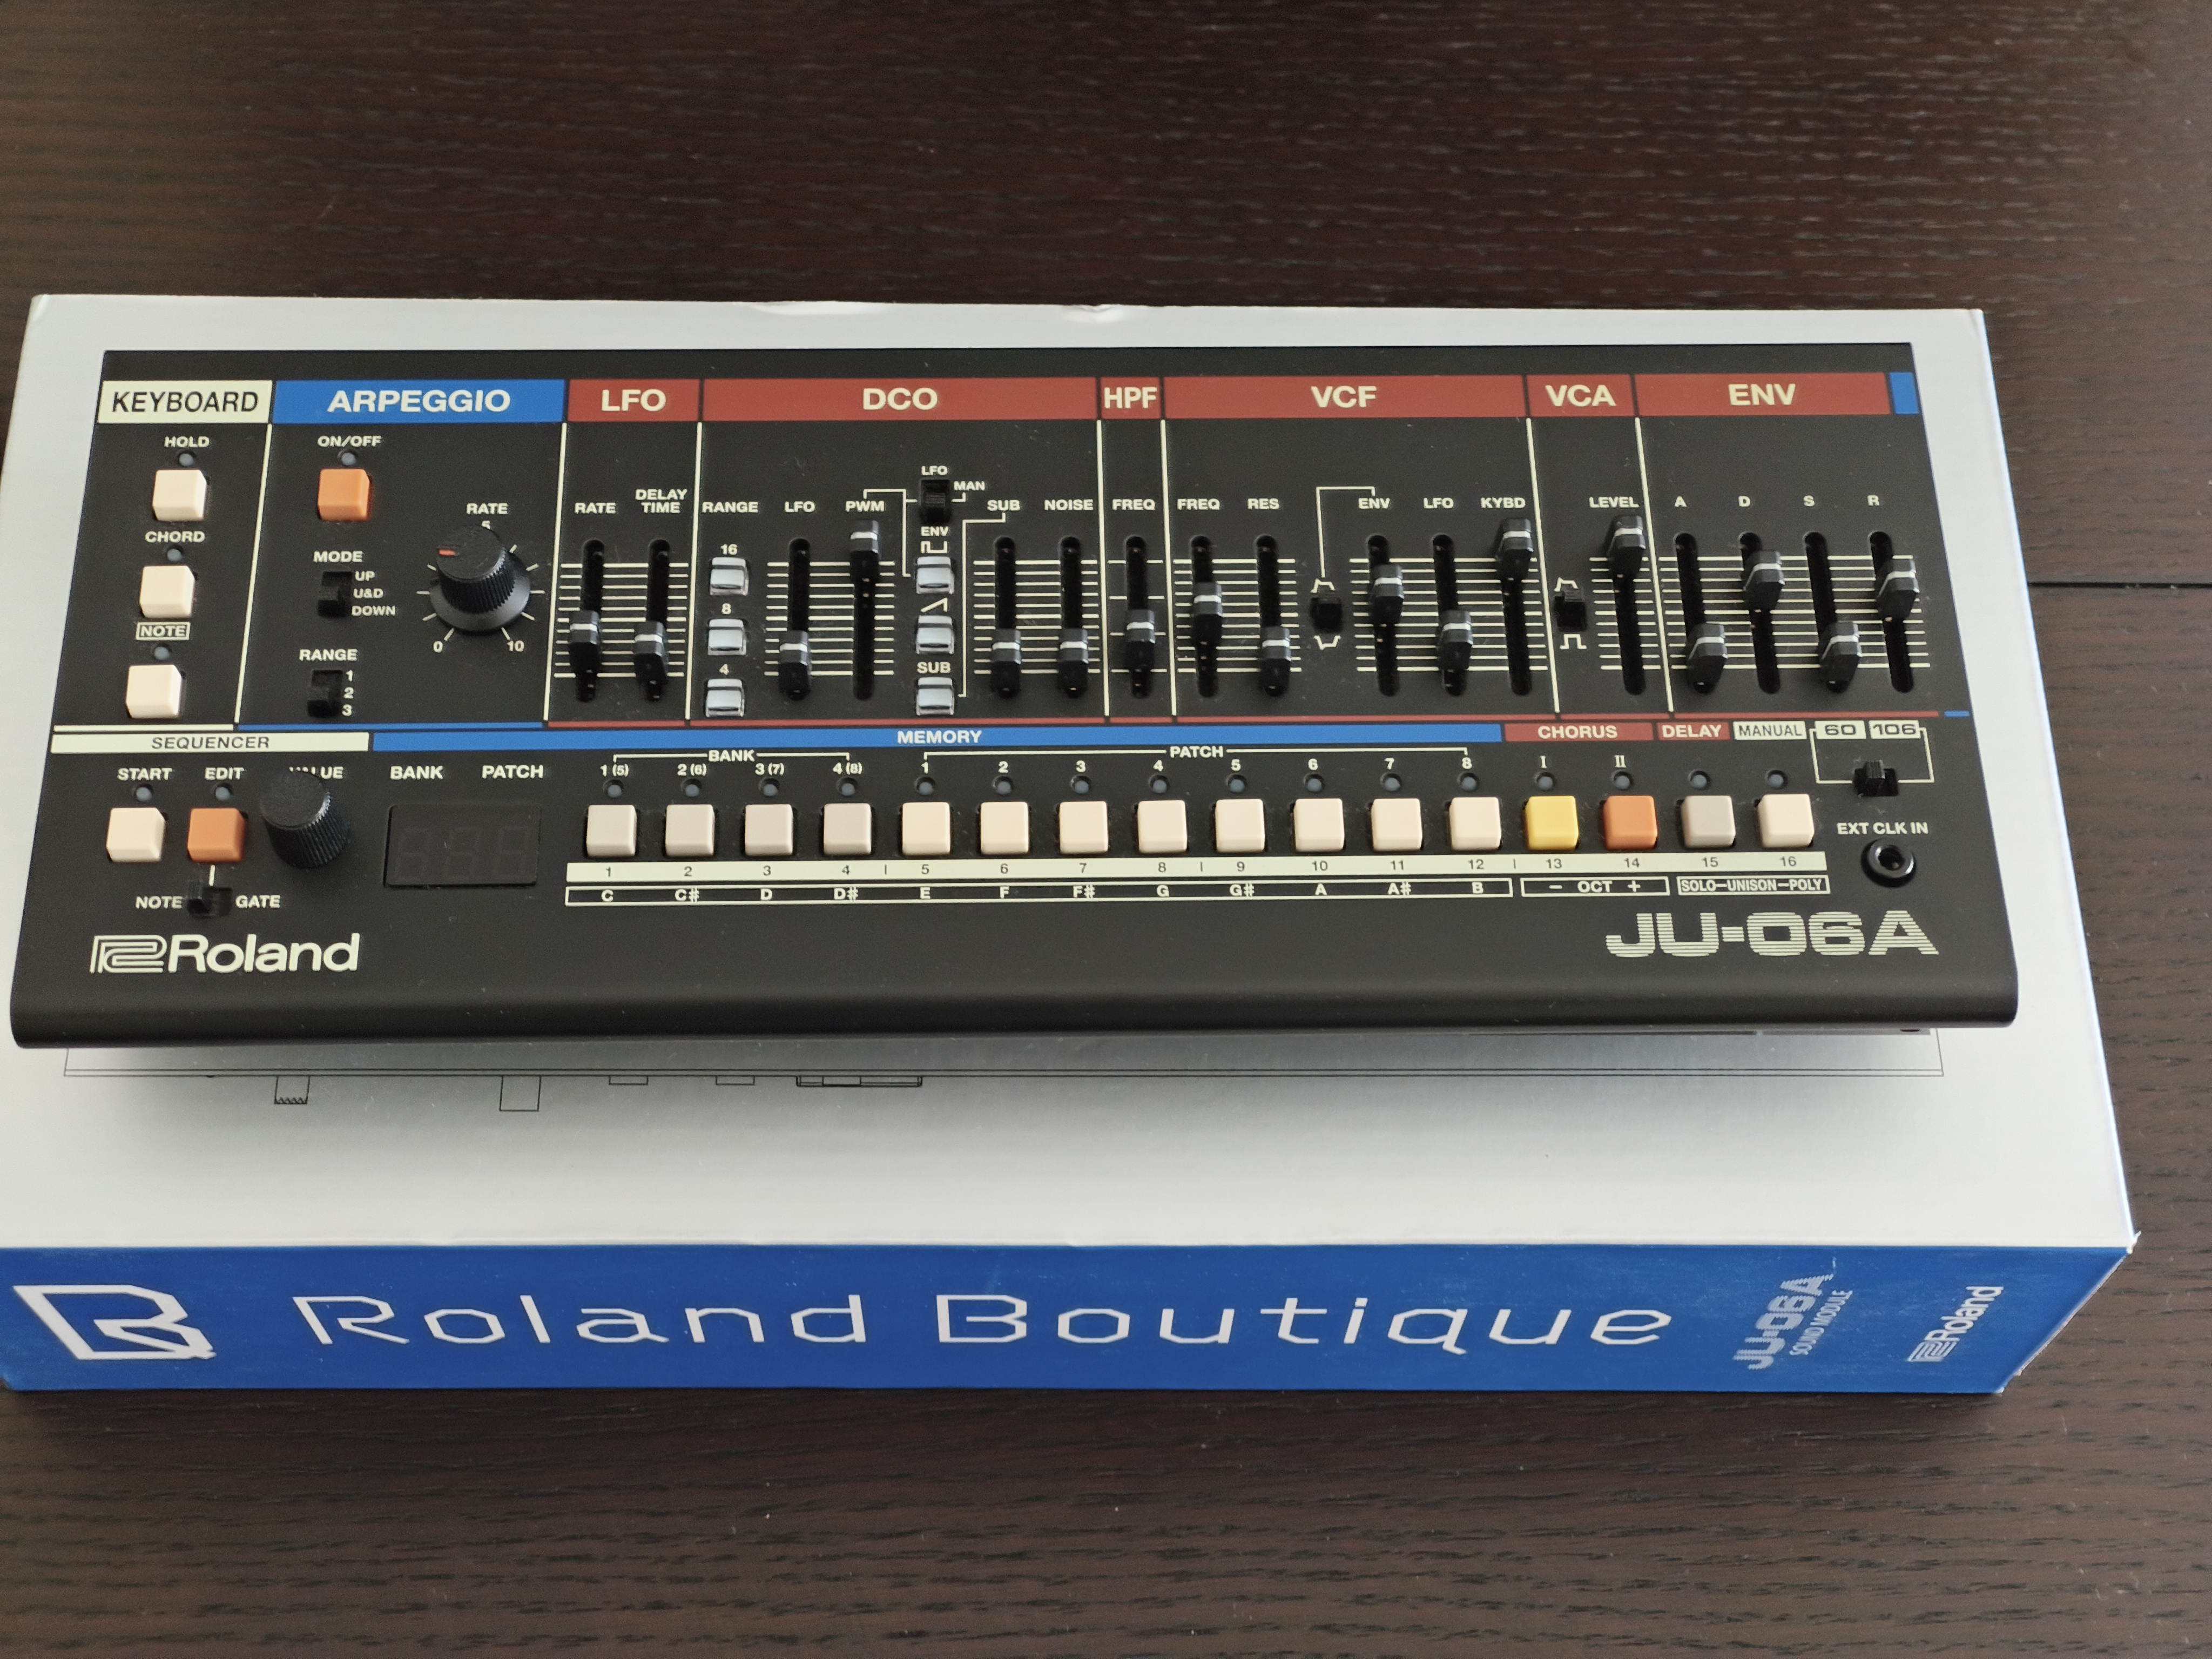 KEYBOARD ARPEGGIO LFO DCO HPF VCF VCA ENV
HOLD ON/OFF
LFO
MAN
RATE RATE DELAY TIME RANGE LFO PWM SUB NOISE FREQ FREQ RES ENV LFO KYBD LEVEL A D S R
5
ENV
CHORD
16
MODE
UP
U&D
DOWN
8
NOTE
0 10
RANGE
1
2
3
4
SUB
SEQUENCER MEMORY CHORUS DELAY MANUAL 60 106
BANK PATCH
START EDIT BANK PATCH 1 (5) 2 (6) 3 (7) 4 (8) 1 2 3 4 5 6 7 8 I II
EXT CLK IN
1 2 3 4 5 6 7 8 9 10 11 12 13 14 15 16
NOTE GATE C C# D D# E F F# G G# A A# B - OCT + SOLO-UNISON-POLY
Roland JU-06A
Roland Boutique JU-06A SOUND MODULE Roland